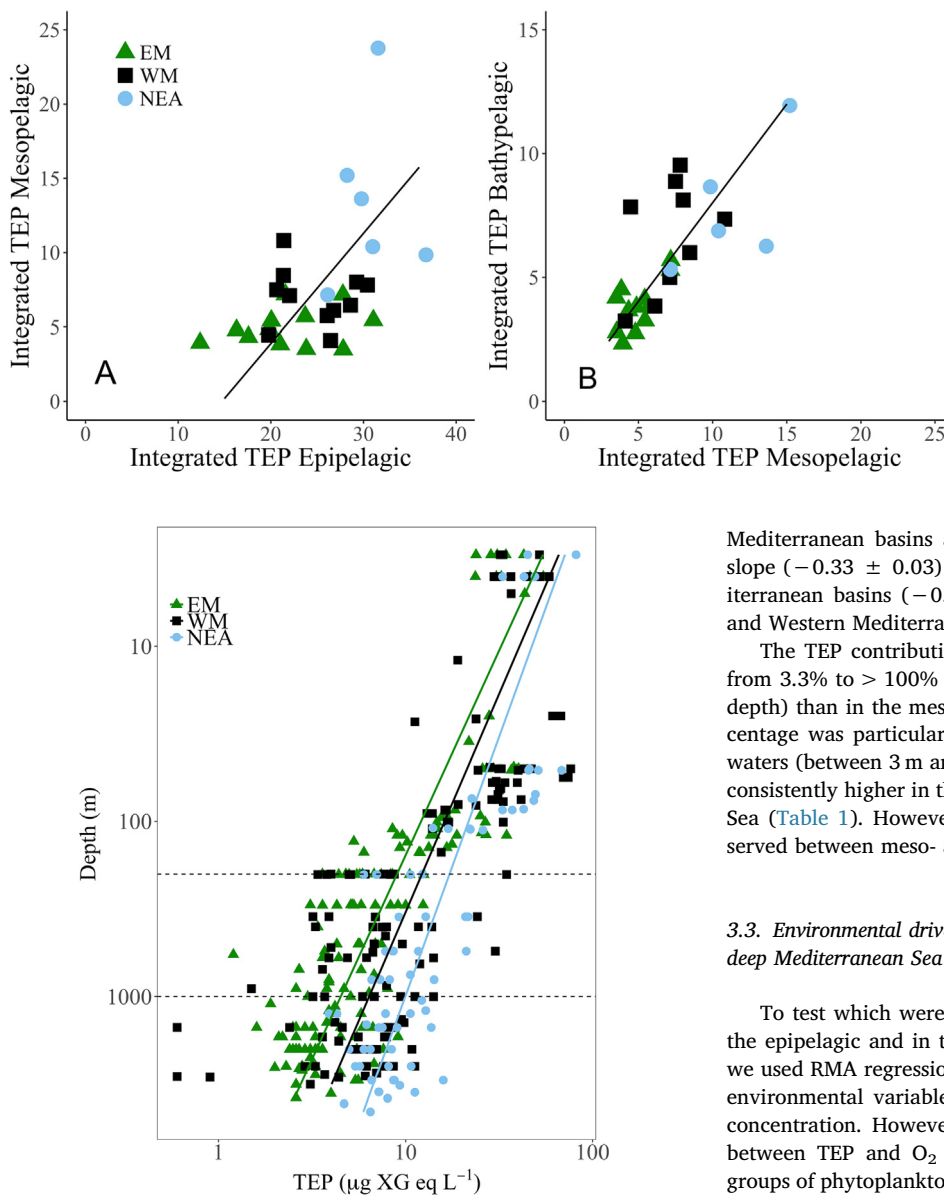 Integrated TEP Mesopelagic
25
20
15
10
5
0
EM
WM
NEA
A
0
10
20
30
40
Integrated TEP Epipelagic
Integrated TEP Bathypelagic
15
10
5
0
B
0
5
10
15
20
25
Integrated TEP Mesopelagic
Depth (m)
10
100
1000
EM
WM
NEA
1
10
100
TEP (µg XG eq L⁻¹)
Mediterranean basins
slope (−0.33 ± 0.03)
iterranean basins (−0.
and Western Mediterra
The TEP contributi
from 3.3% to > 100%
depth) than in the mes
centage was particular
waters (between 3 m ar
consistently higher in th
Sea (Table 1). Howeve
served between meso-
3.3. Environmental drive
deep Mediterranean Sea
To test which were
the epipelagic and in t
we used RMA regression
environmental variable
concentration. However
between TEP and O₂
groups of phytoplankto